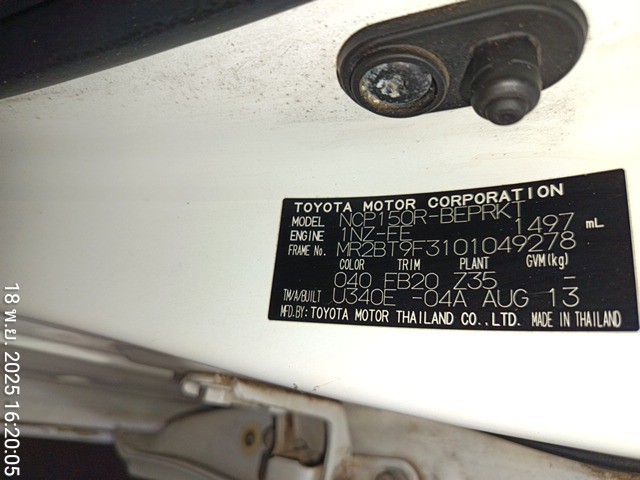 TOYOTA MOTOR CORPORATION
MODEL NCP150R-BEPRKT
ENGINE 1NZ-FE 1497 mL
FRAME No. MR2BT9F3101049278
COLOR TRIM PLANT GVM(kg)
040 FB20 Z35 -
TM/A/BUILT U340E -04A AUG 13
MFD.BY: TOYOTA MOTOR THAILAND CO.,LTD. MADE IN THAILAND
18 พ.ย. 2025 16:20:05